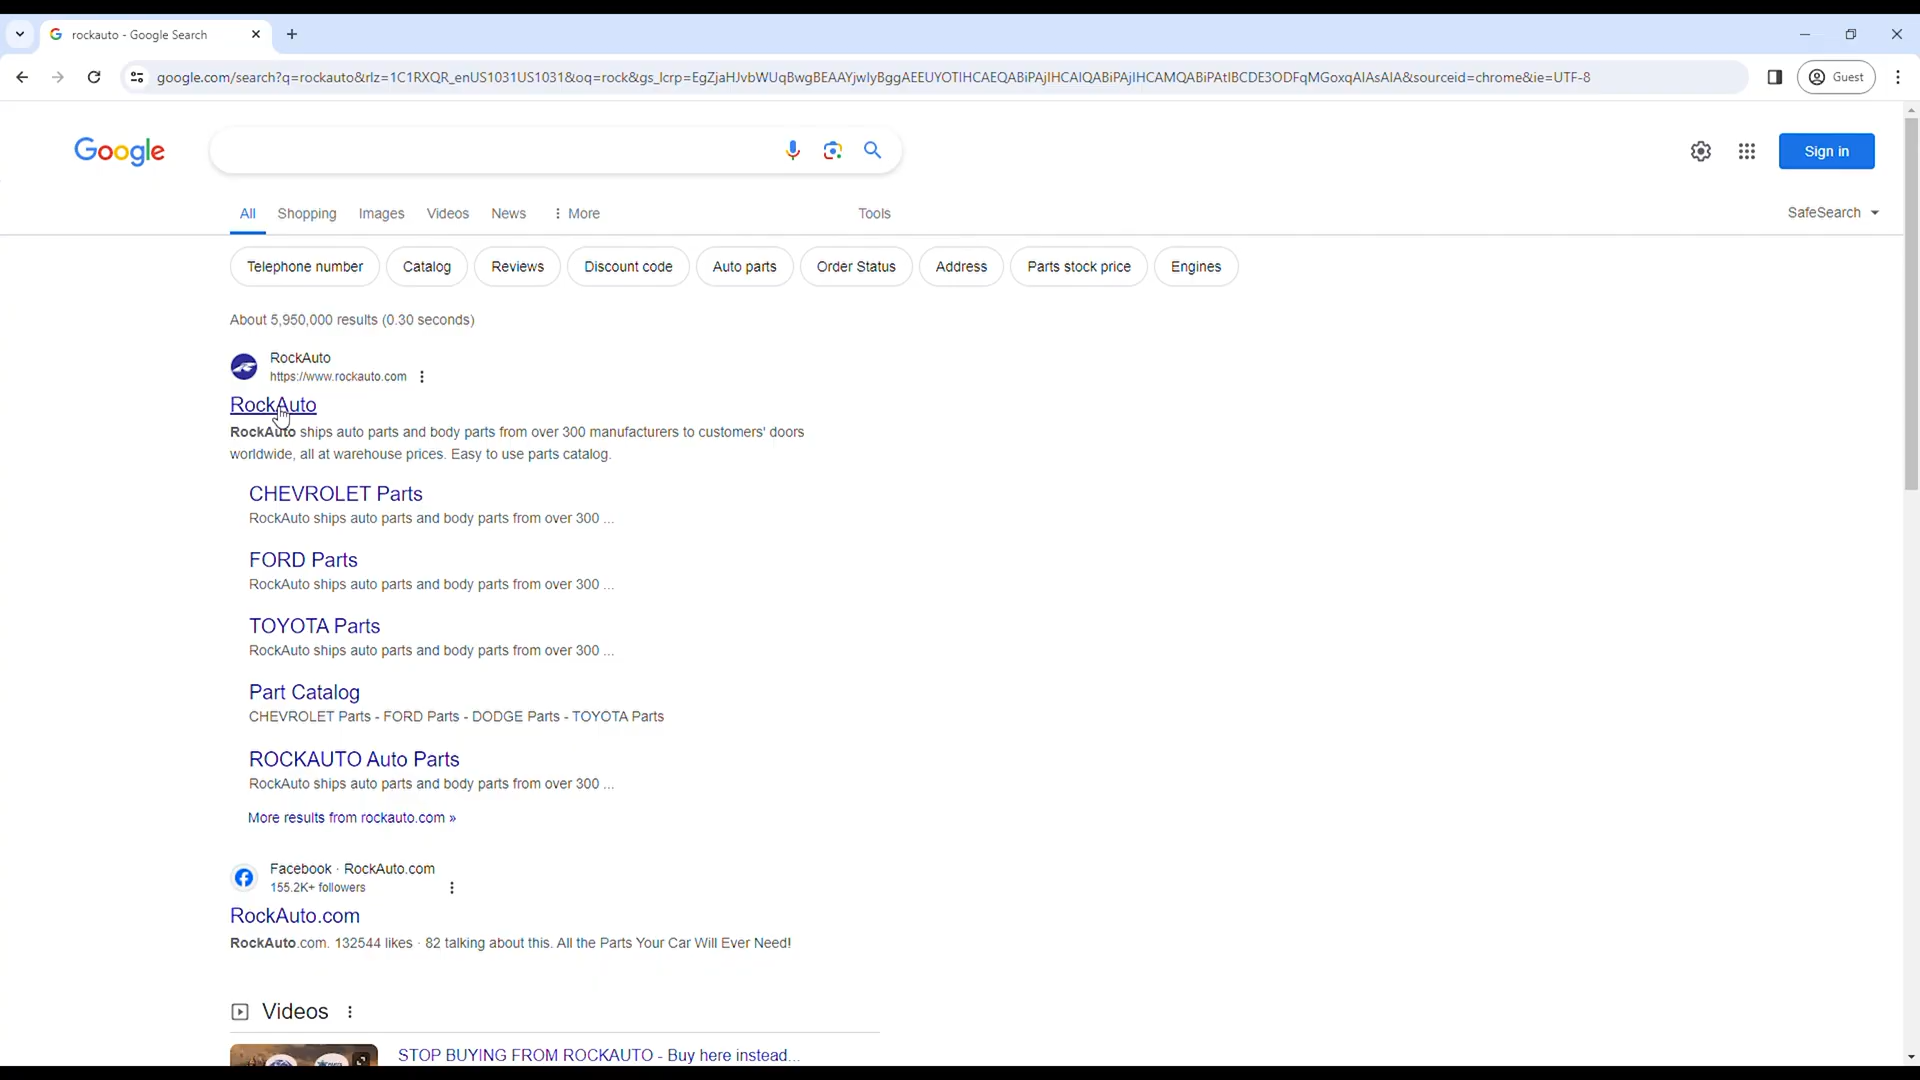 rockauto - Google Search
google.com/search?q=rockauto&rlz=1C1RXQR_enUS1031US1031&oq=rock&gs_lcrp=EgZjaHJvbWUqBwgBEAAYjwIyBggAEEUYOTIHCAEQABiPAjIHCAIQABiPAjIHCAMQABiPAtIBCDE3ODFqMGoxqAIAsAIA&sourceid=chrome&ie=UTF-8
Guest
Google
Sign in
All Shopping Images Videos News More Tools
SafeSearch
Telephone number Catalog Reviews Discount code Auto parts Order Status Address Parts stock price Engines
About 5,950,000 results (0.30 seconds)
RockAuto
https://www.rockauto.com
RockAuto
RockAuto ships auto parts and body parts from over 300 manufacturers to customers' doors
worldwide, all at warehouse prices. Easy to use parts catalog.
CHEVROLET Parts
RockAuto ships auto parts and body parts from over 300 ...
FORD Parts
RockAuto ships auto parts and body parts from over 300 ...
TOYOTA Parts
RockAuto ships auto parts and body parts from over 300 ...
Part Catalog
CHEVROLET Parts - FORD Parts - DODGE Parts - TOYOTA Parts
ROCKAUTO Auto Parts
RockAuto ships auto parts and body parts from over 300 ...
More results from rockauto.com »
Facebook · RockAuto.com
155.2K+ followers
RockAuto.com
RockAuto.com. 132544 likes · 82 talking about this. All the Parts Your Car Will Ever Need!
Videos
STOP BUYING FROM ROCKAUTO - Buy here instead...